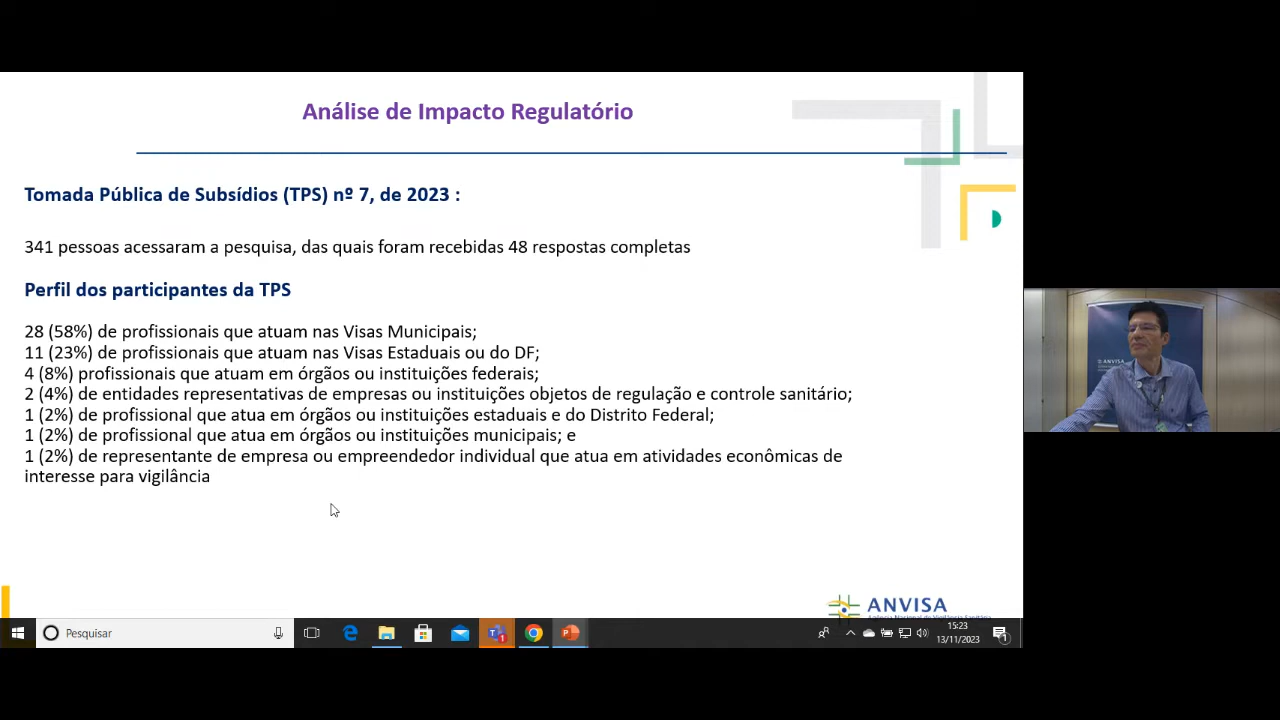 Análise de Impacto Regulatório
Tomada Pública de Subsídios (TPS) nº 7, de 2023 :
341 pessoas acessaram a pesquisa, das quais foram recebidas 48 respostas completas
Perfil dos participantes da TPS
28 (58%) de profissionais que atuam nas Visas Municipais;
11 (23%) de profissionais que atuam nas Visas Estaduais ou do DF;
4 (8%) profissionais que atuam em órgãos ou instituições federais;
2 (4%) de entidades representativas de empresas ou instituições objetos de regulação e controle sanitário;
1 (2%) de profissional que atua em órgãos ou instituições estaduais e do Distrito Federal;
1 (2%) de profissional que atua em órgãos ou instituições municipais; e
1 (2%) de representante de empresa ou empreendedor individual que atua em atividades econômicas de
interesse para vigilância
ANVISA
Agência Nacional de Vigilância Sanitária
Pesquisar
15:23
13/11/2023
ANVISA